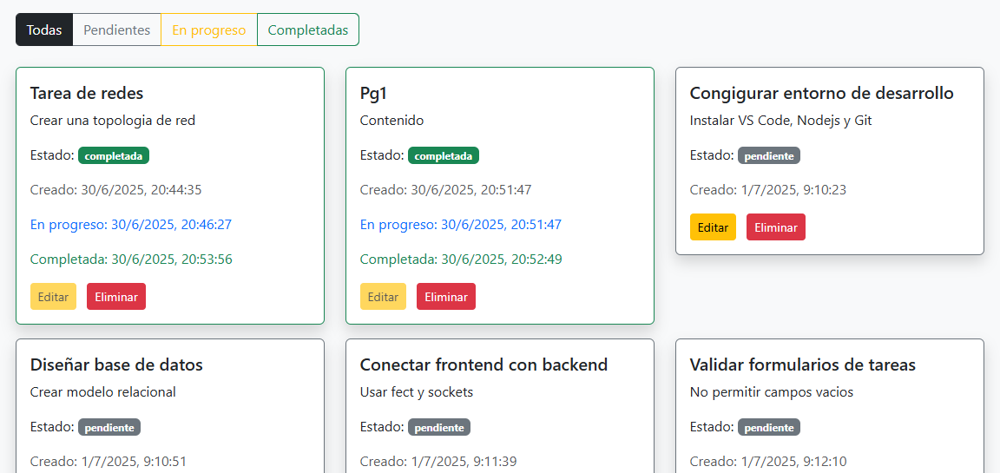 Todas Pendientes En progreso Completadas
Tarea de redes
Crear una topologia de red
Estado: completada
Creado: 30/6/2025, 20:44:35
En progreso: 30/6/2025, 20:46:27
Completada: 30/6/2025, 20:53:56
Editar Eliminar
Pg1
Contenido
Estado: completada
Creado: 30/6/2025, 20:51:47
En progreso: 30/6/2025, 20:51:47
Completada: 30/6/2025, 20:52:49
Editar Eliminar
Congigurar entorno de desarrollo
Instalar VS Code, Nodejs y Git
Estado: pendiente
Creado: 1/7/2025, 9:10:23
Editar Eliminar
Diseñar base de datos
Crear modelo relacional
Estado: pendiente
Creado: 1/7/2025, 9:10:51
Conectar frontend con backend
Usar fect y sockets
Estado: pendiente
Creado: 1/7/2025, 9:11:39
Validar formularios de tareas
No permitir campos vacios
Estado: pendiente
Creado: 1/7/2025, 9:12:10